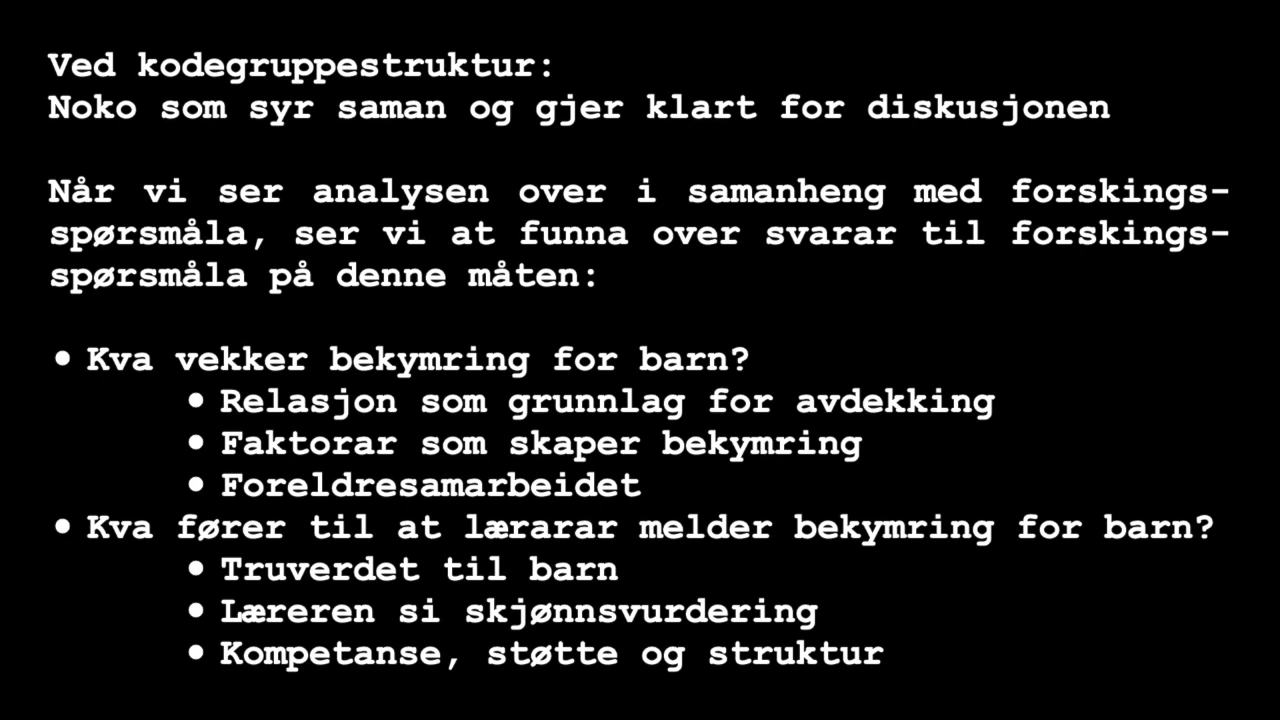 Ved kodegruppestruktur:
Noko som syr saman og gjer klart for diskusjonen
Når vi ser analysen over i samanheng med forskings-
spørsmåla, ser vi at funna over svarar til forskings-
spørsmåla på denne måten:
• Kva vekker bekymring for barn?
• Relasjon som grunnlag for avdekking
• Faktorar som skaper bekymring
• Foreldresamarbeidet
• Kva fører til at lærarar melder bekymring for barn?
• Truverdet til barn
• Læreren si skjønnsvurdering
• Kompetanse, støtte og struktur